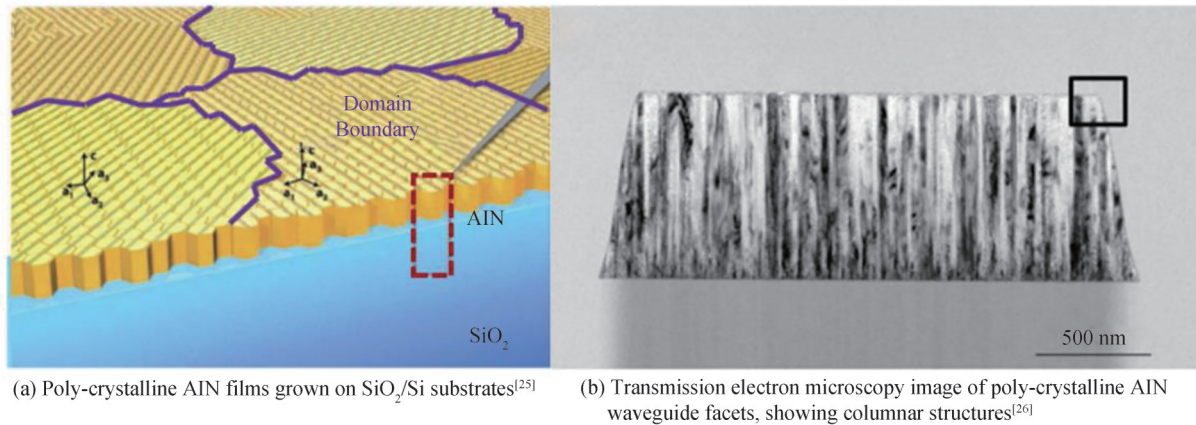 Domain
Boundary
c
a3
a1
a2
c
a3
a1
a2
AlN
SiO2
500 nm
(a) Poly-crystalline AlN films grown on SiO2/Si substrates[25]
(b) Transmission electron microscopy image of poly-crystalline AlN
waveguide facets, showing columnar structures[26]